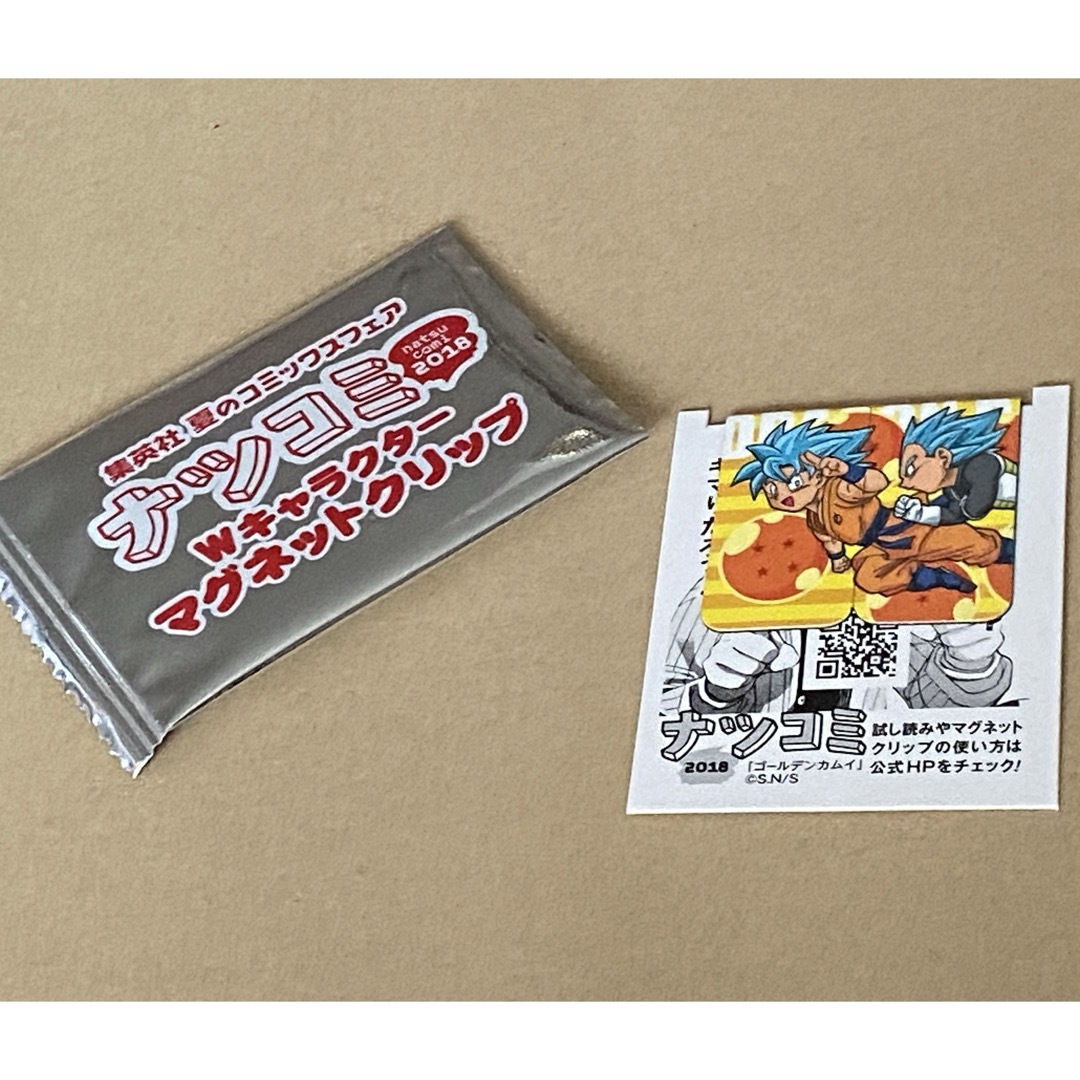 集英社 夏のコミックスフェア
ナツコミ
natsu
comi
2018
Wキャラクター
マグネットクリップ
ナツコミ
2018
試し読みやマグネット
クリップの使い方は
公式HPをチェック!
「ゴールデンカムイ」
©S.N/S